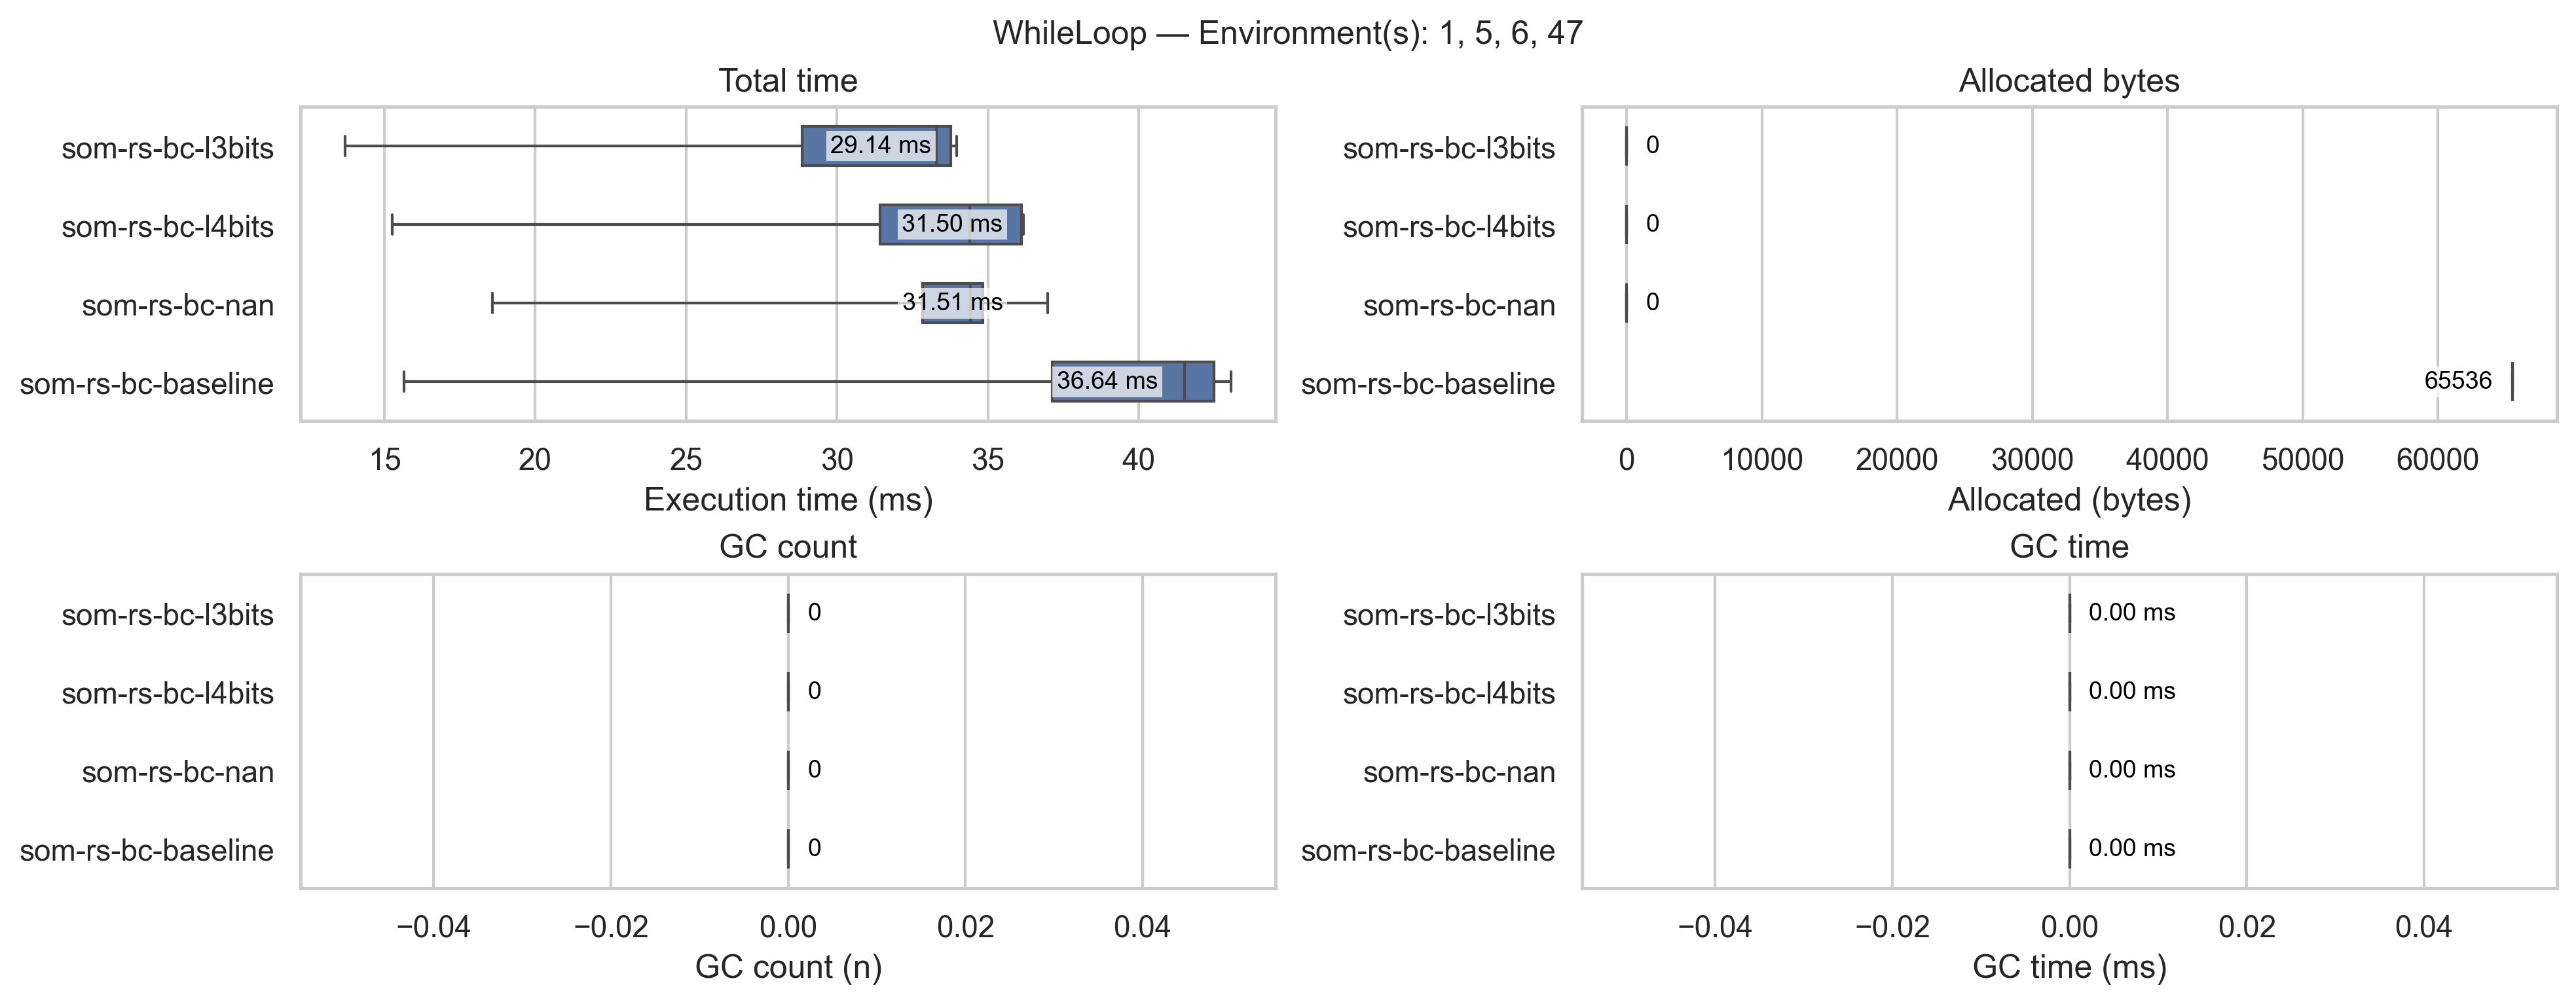 WhileLoop — Environment(s): 1, 5, 6, 47
Total time
som-rs-bc-l3bits
29.14 ms
som-rs-bc-l4bits
31.50 ms
som-rs-bc-nan
31.51 ms
som-rs-bc-baseline
36.64 ms
15 20 25 30 35 40
Execution time (ms)
Allocated bytes
som-rs-bc-l3bits
0
som-rs-bc-l4bits
0
som-rs-bc-nan
0
som-rs-bc-baseline
65536
0 10000 20000 30000 40000 50000 60000
Allocated (bytes)
GC count
som-rs-bc-l3bits
0
som-rs-bc-l4bits
0
som-rs-bc-nan
0
som-rs-bc-baseline
0
−0.04 −0.02 0.00 0.02 0.04
GC count (n)
GC time
som-rs-bc-l3bits
0.00 ms
som-rs-bc-l4bits
0.00 ms
som-rs-bc-nan
0.00 ms
som-rs-bc-baseline
0.00 ms
−0.04 −0.02 0.00 0.02 0.04
GC time (ms)